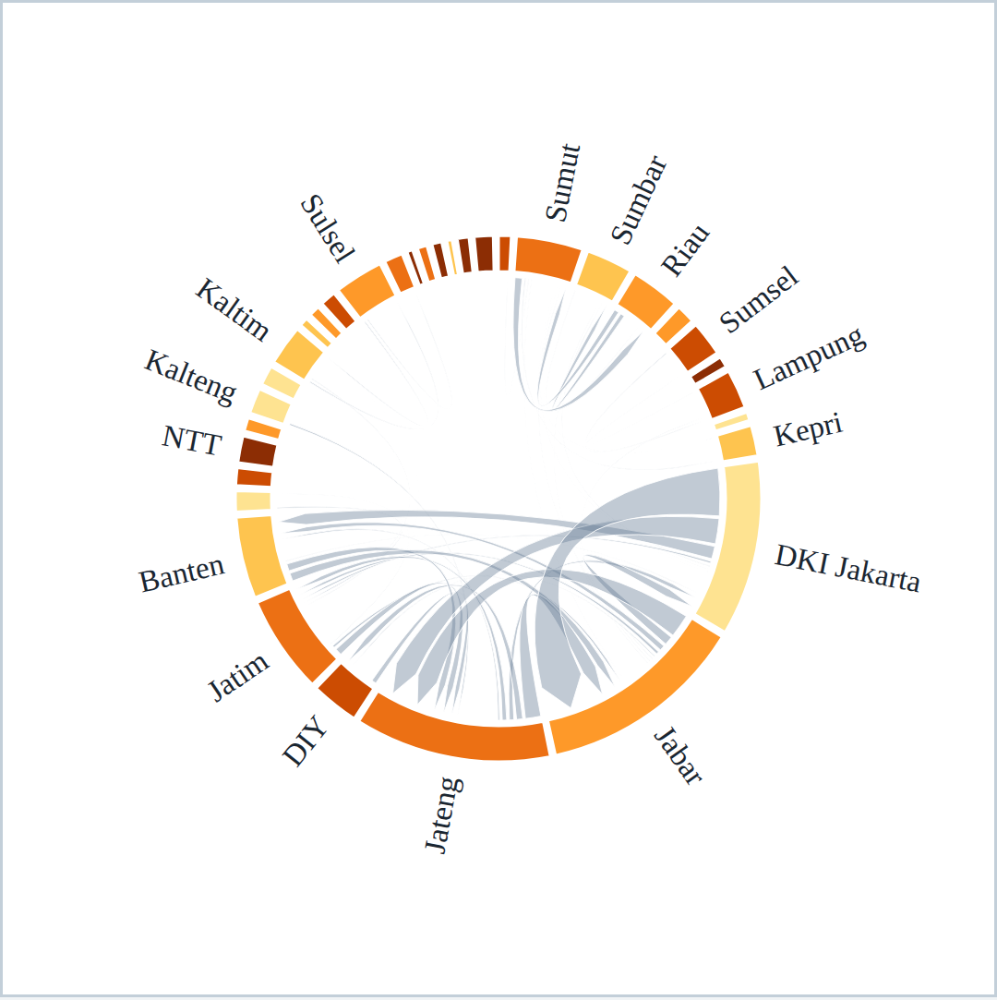 Sumut
Sumbar
Riau
Sumsel
Lampung
Kepri
DKI Jakarta
Jabar
Jateng
DIY
Jatim
Banten
NTT
Kalteng
Kaltim
Sulsel